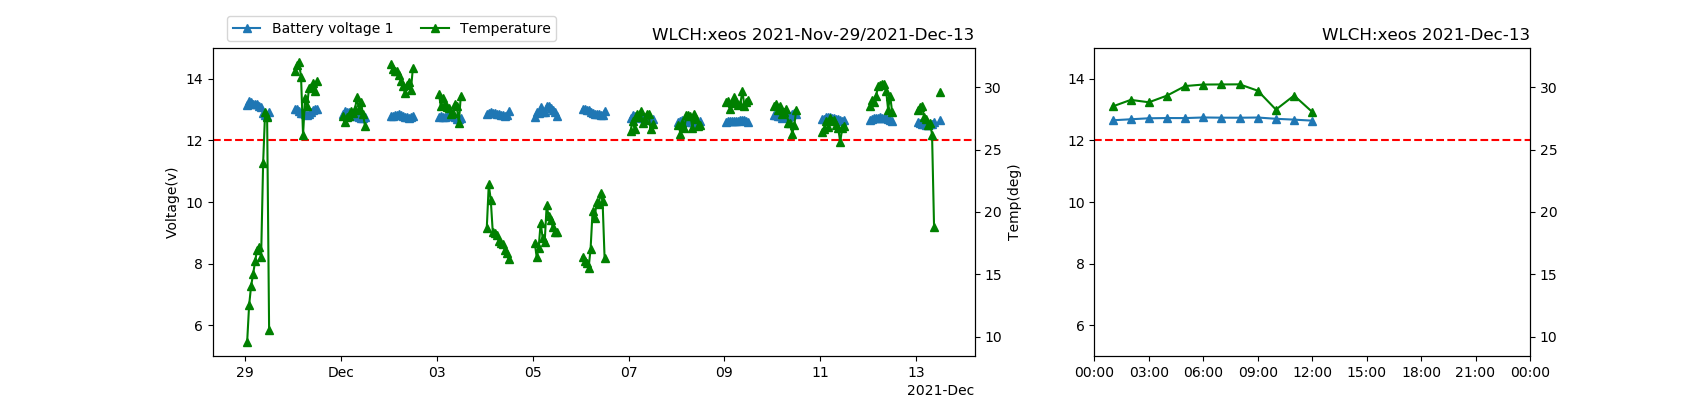 Battery voltage 1 Temperature
WLCH:xeos 2021-Nov-29/2021-Dec-13
Voltage(v)
14
12
10
8
6
30
25
20
15
10
Temp(deg)
29 Dec 03 05 07 09 11 13
2021-Dec
WLCH:xeos 2021-Dec-13
14
12
10
8
6
30
25
20
15
10
00:00 03:00 06:00 09:00 12:00 15:00 18:00 21:00 00:00